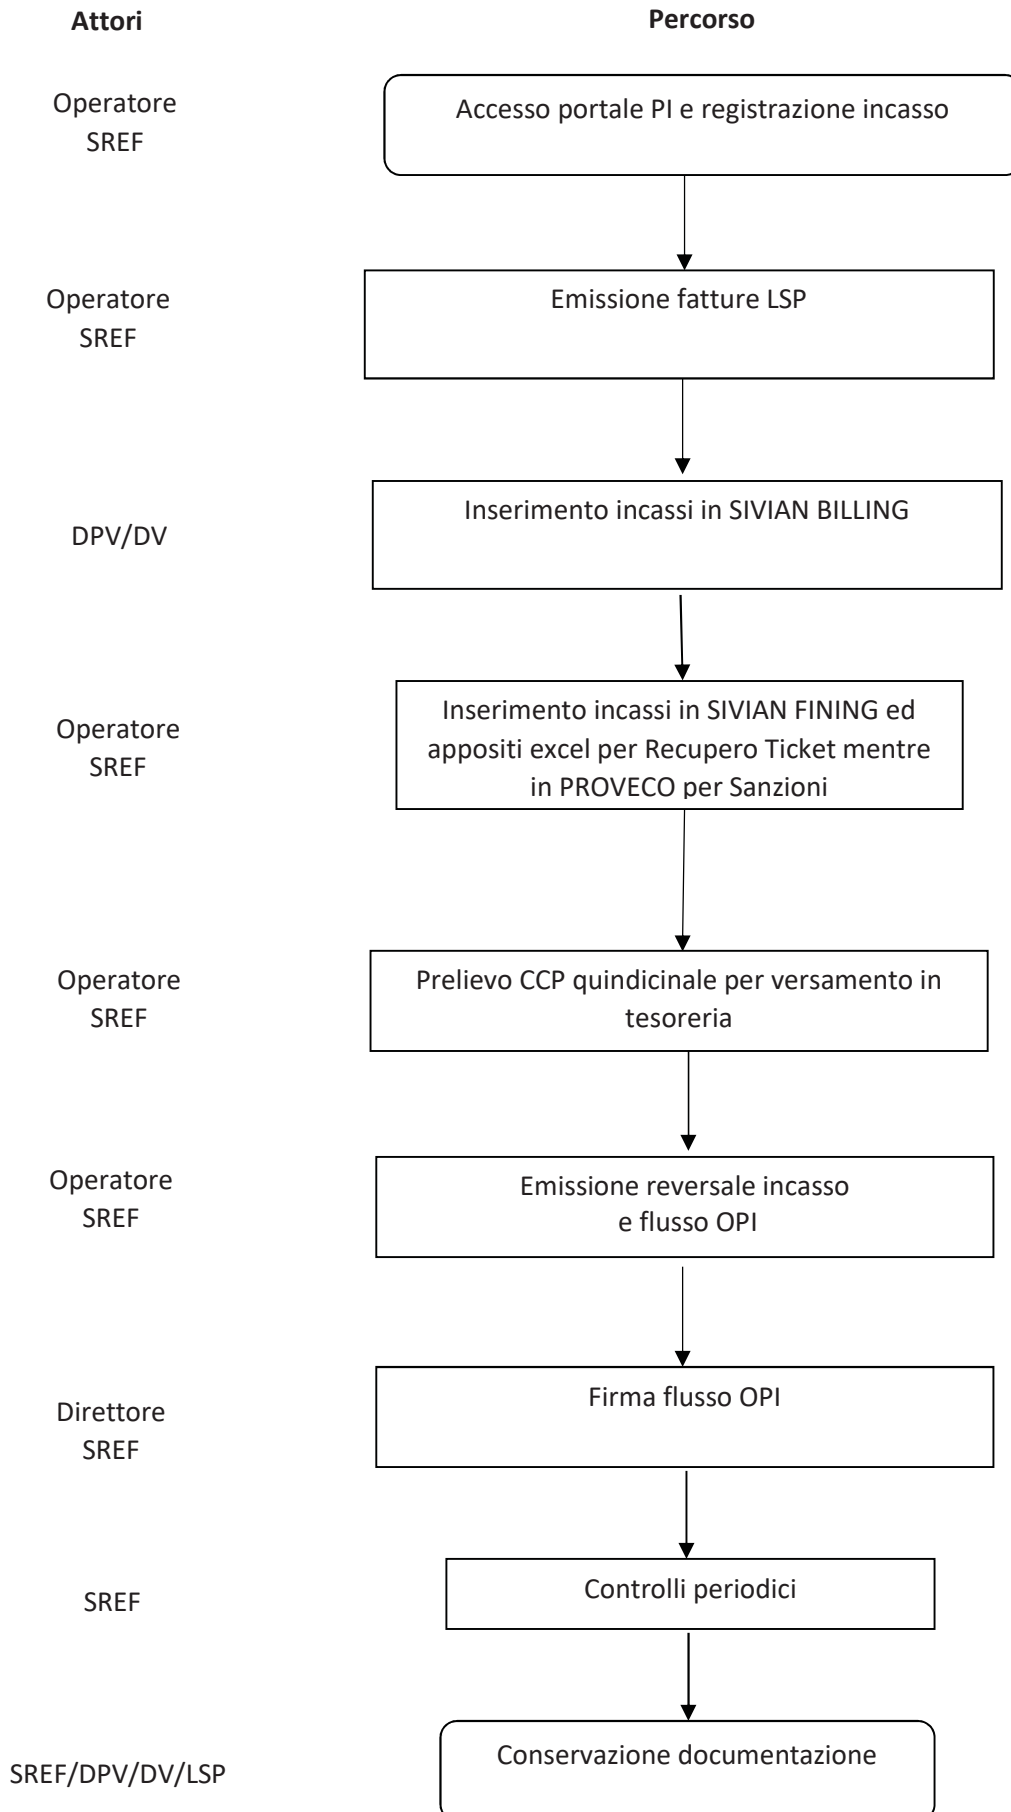 Attori
Percorso
Operatore
SREF
Accesso portale PI e registrazione incasso
Operatore
SREF
Emissione fatture LSP
DPV/DV
Inserimento incassi in SIVIAN BILLING
Operatore
SREF
Inserimento incassi in SIVIAN FINING ed
appositi excel per Recupero Ticket mentre
in PROVECO per Sanzioni
Operatore
SREF
Prelievo CCP quindicinale per versamento in
tesoreria
Operatore
SREF
Emissione reversale incasso
e flusso OPI
Direttore
SREF
Firma flusso OPI
SREF
Controlli periodici
SREF/DPV/DV/LSP
Conservazione documentazione